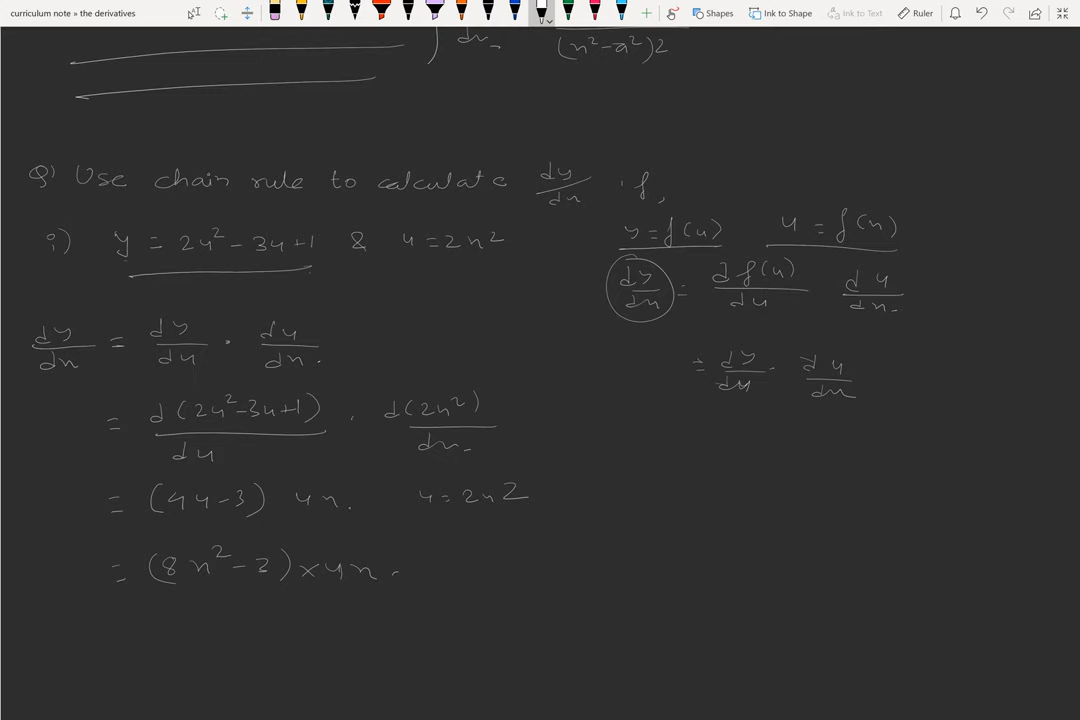 curriculum note » the derivatives
Shapes Ink to Shape Ink to Text Ruler
dx (x² - a²)2
Q) Use chain rule to calculate dy/dx if,
i) y = 2u² - 3u + 1 & u = 2x²
y = f(u) u = f(x)
dy/dx = d f(u)/du du/dx
dy/dx = dy/du · du/dx.
= dy/du · du/dx
= d(2u² - 3u + 1)/du · d(2x²)/dx
= (4u - 3) 4x. u = 2x2
= (8x² - 3) × 4x.